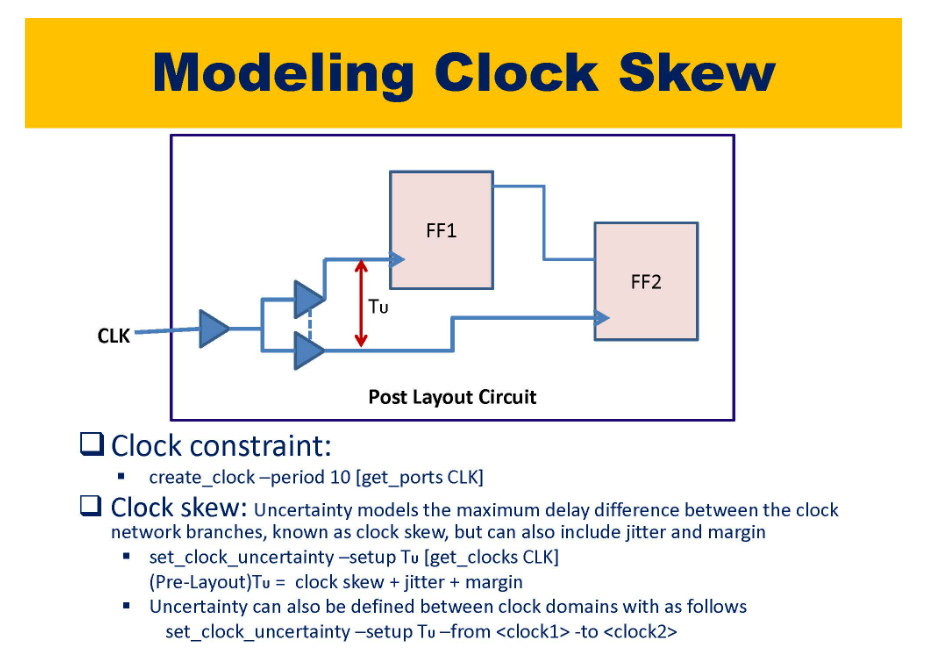 Modeling Clock Skew
FF1
FF2
TU
CLK
Post Layout Circuit
Clock constraint:
create_clock –period 10 [get_ports CLK]
Clock skew: Uncertainty models the maximum delay difference between the clock
network branches, known as clock skew, but can also include jitter and margin
set_clock_uncertainty –setup TU [get_clocks CLK]
(Pre-Layout)TU = clock skew + jitter + margin
Uncertainty can also be defined between clock domains with as follows
set_clock_uncertainty –setup TU –from <clock1> -to <clock2>